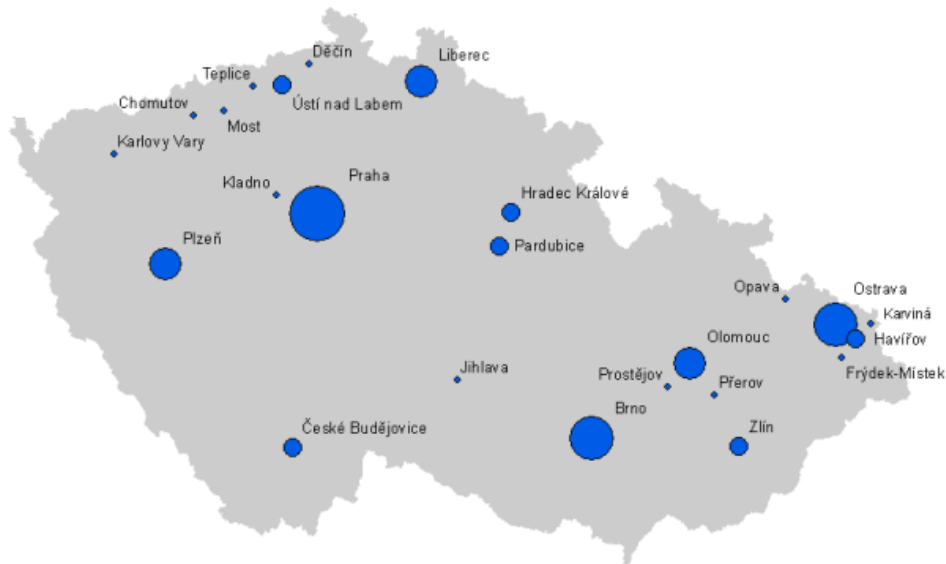 Děčín
Liberec
Teplice
Ústí nad Labem
Chomutov
Most
Karlovy Vary
Praha
Kladno
Hradec Králové
Plzeň
Pardubice
Opava
Ostrava
Karviná
Havířov
Olomouc
Jihlava
Prostějov
Přerov
Frýdek-Místek
Brno
České Budějovice
Zlín